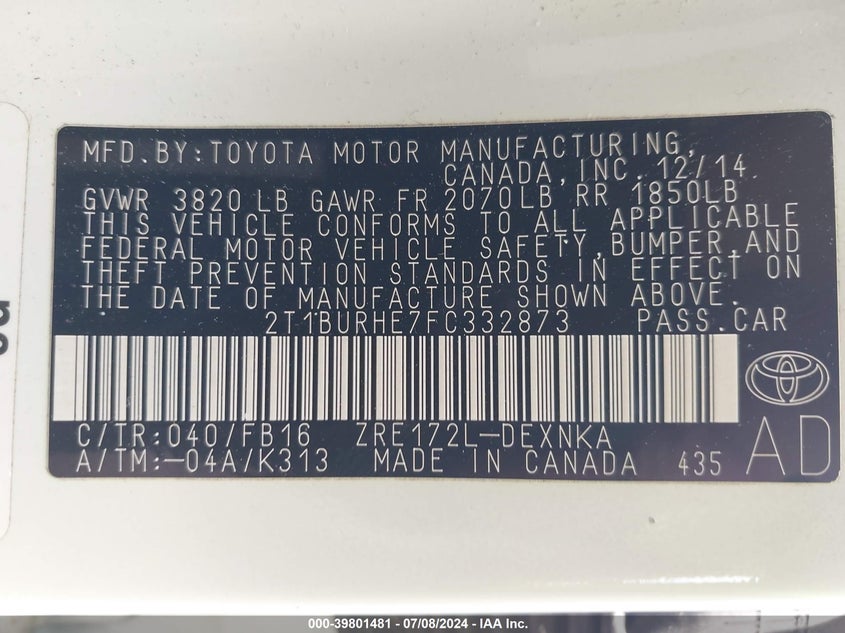 MFD.BY:TOYOTA MOTOR MANUFACTURING,
CANADA,INC. 12/14
GVWR 3820 LB GAWR FR 2070LB RR 1850LB
THIS VEHICLE CONFORMS TO ALL APPLICABLE
FEDERAL MOTOR VEHICLE SAFETY,BUMPER,AND
THEFT PREVENTION STANDARDS IN EFFECT ON
THE DATE OF MANUFACTURE SHOWN ABOVE.
2T1BURHE7FC332873 PASS.CAR
C/TR:040/FB16 ZRE172L-DEXNKA
A/TM:-04A/K313 MADE IN CANADA 435
AD
000-39801481 / 07/08/2024 - IAA Inc.